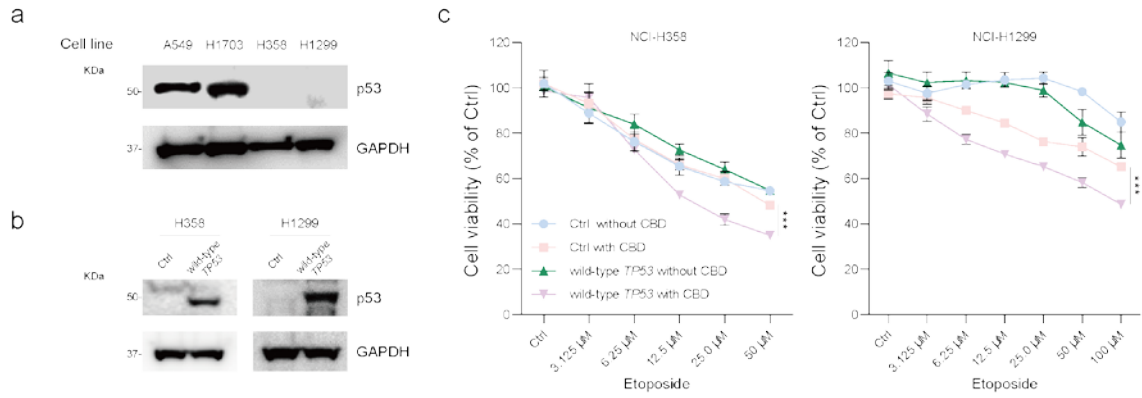 a
Cell line
A549 H1703 H358 H1299
KDa
50- p53
37- GAPDH
b
H358 H1299
Ctrl wild-type TP53 Ctrl wild-type TP53
KDa
50- p53
37- GAPDH
c
NCI-H358
Cell viability (% of Ctrl)
120
100
80
60
40
20
0
Ctrl without CBD
Ctrl with CBD
wild-type TP53 without CBD
wild-type TP53 with CBD
***
Ctrl 3.125 µM 6.25 µM 12.5 µM 25.0 µM 50 µM
Etoposide
NCI-H1299
Cell viability (% of Ctrl)
120
100
80
60
40
20
0
***
Ctrl 3.125 µM 6.25 µM 12.5 µM 25.0 µM 50 µM 100 µM
Etoposide